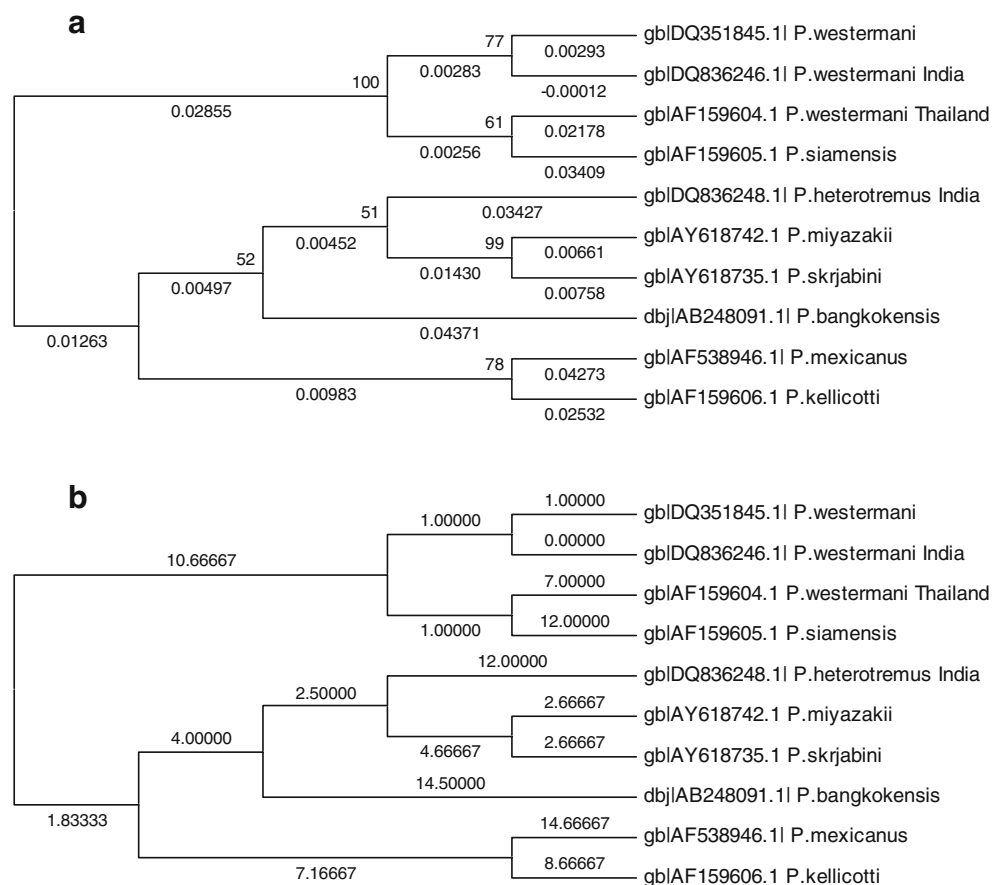 a
77
gb|DQ351845.1| P.westermani
0.00293
0.00283
gb|DQ836246.1| P.westermani India
-0.00012
100
0.02855
gb|AF159604.1 P.westermani Thailand
61
0.02178
0.00256
gb|AF159605.1 P.siamensis
0.03409
gb|DQ836248.1| P.heterotremus India
51
0.03427
0.00452
gb|AY618742.1 P.miyazakii
99
0.00661
0.01430
gb|AY618735.1 P.skrjabini
0.00758
52
0.00497
dbj|AB248091.1| P.bangkokensis
0.04371
0.01263
gb|AF538946.1| P.mexicanus
78
0.04273
0.00983
gb|AF159606.1 P.kellicotti
0.02532
b
1.00000
gb|DQ351845.1| P.westermani
1.00000
0.00000
gb|DQ836246.1| P.westermani India
10.66667
7.00000
gb|AF159604.1 P.westermani Thailand
12.00000
1.00000
gb|AF159605.1 P.siamensis
12.00000
gb|DQ836248.1| P.heterotremus India
2.50000
2.66667
gb|AY618742.1 P.miyazakii
4.66667
2.66667
gb|AY618735.1 P.skrjabini
4.00000
14.50000
dbj|AB248091.1| P.bangkokensis
1.83333
14.66667
gb|AF538946.1| P.mexicanus
7.16667
8.66667
gb|AF159606.1 P.kellicotti